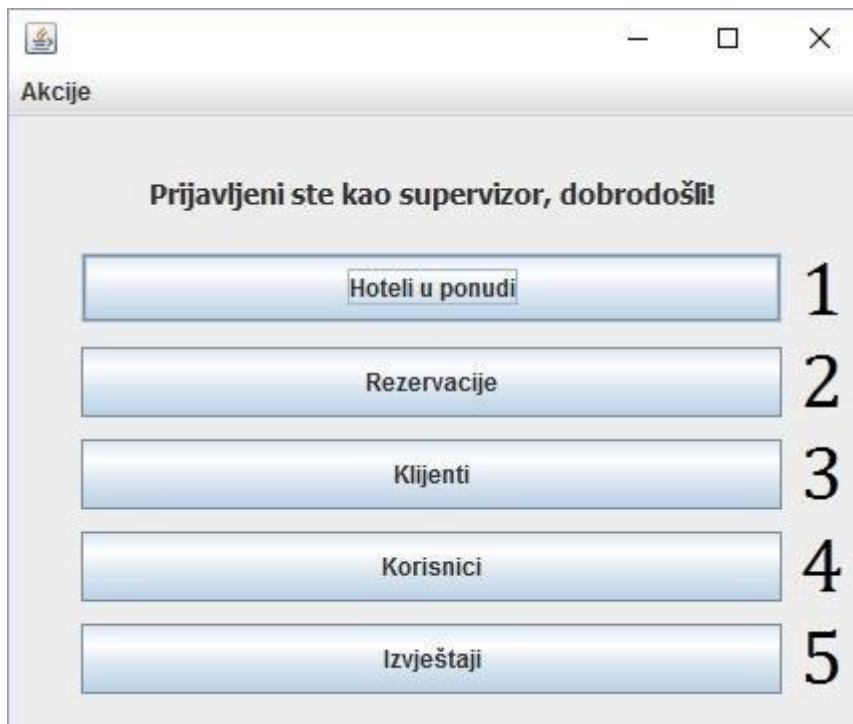 Akcije
Prijavljeni ste kao supervizor, dobrodošli!
Hoteli u ponudi 1
Rezervacije 2
Klijenti 3
Korisnici 4
Izvještaji 5